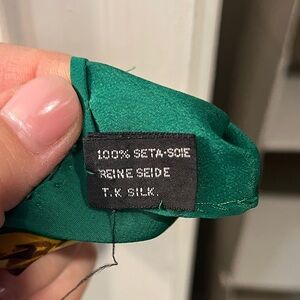 100% SETA-SOIE
REINE SEIDE
T.K SILK.